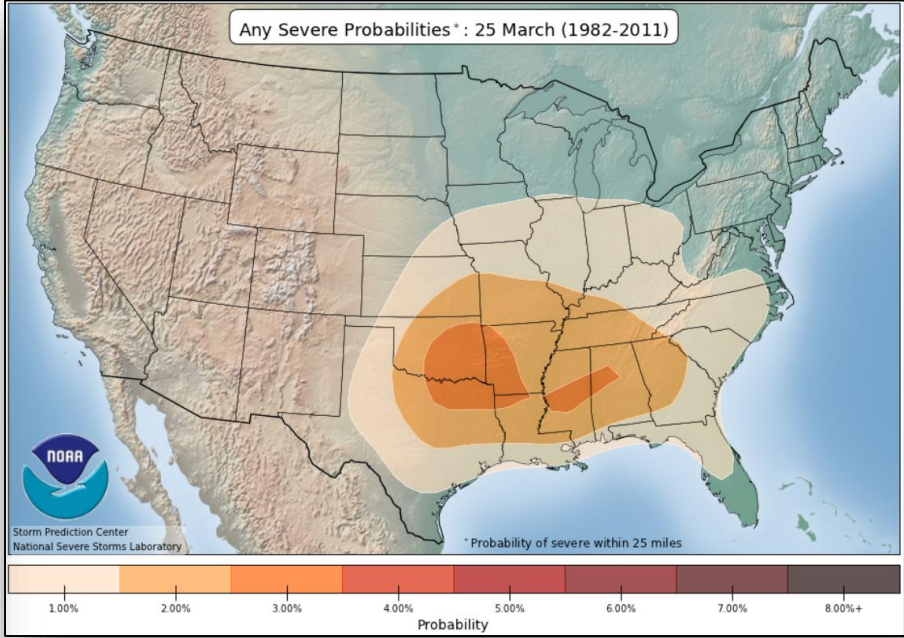 Any Severe Probabilities*: 25 March (1982-2011)
NOAA
Storm Prediction Center
National Severe Storms Laboratory
*Probability of severe within 25 miles
1.00% 2.00% 3.00% 4.00% 5.00% 6.00% 7.00% 8.00%+
Probability